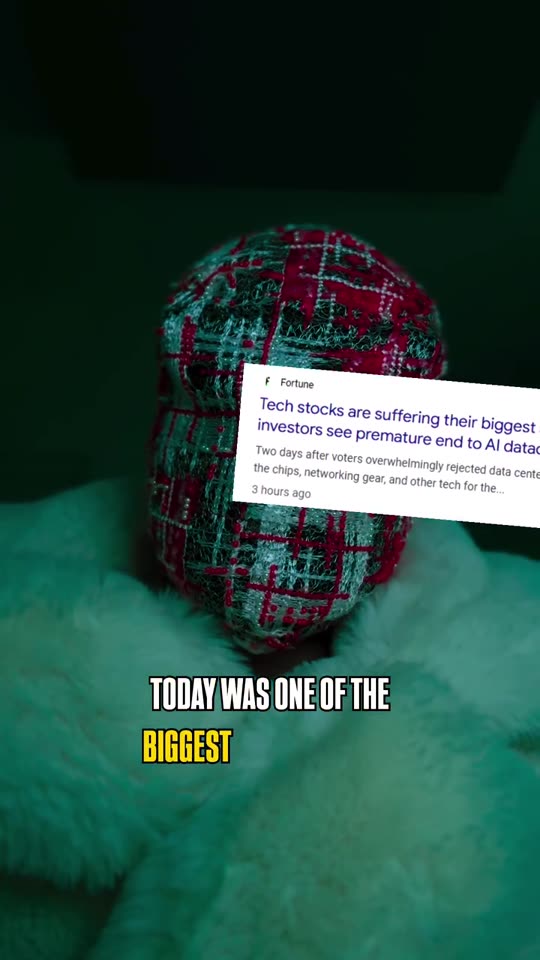 Fortune
Tech stocks are suffering their biggest
investors see premature end to AI
Two days after voters overwhelmingly rejected data
the chips, networking gear, and other tech for the...
3 hours ago
TODAY WAS ONE OF THE
BIGGEST